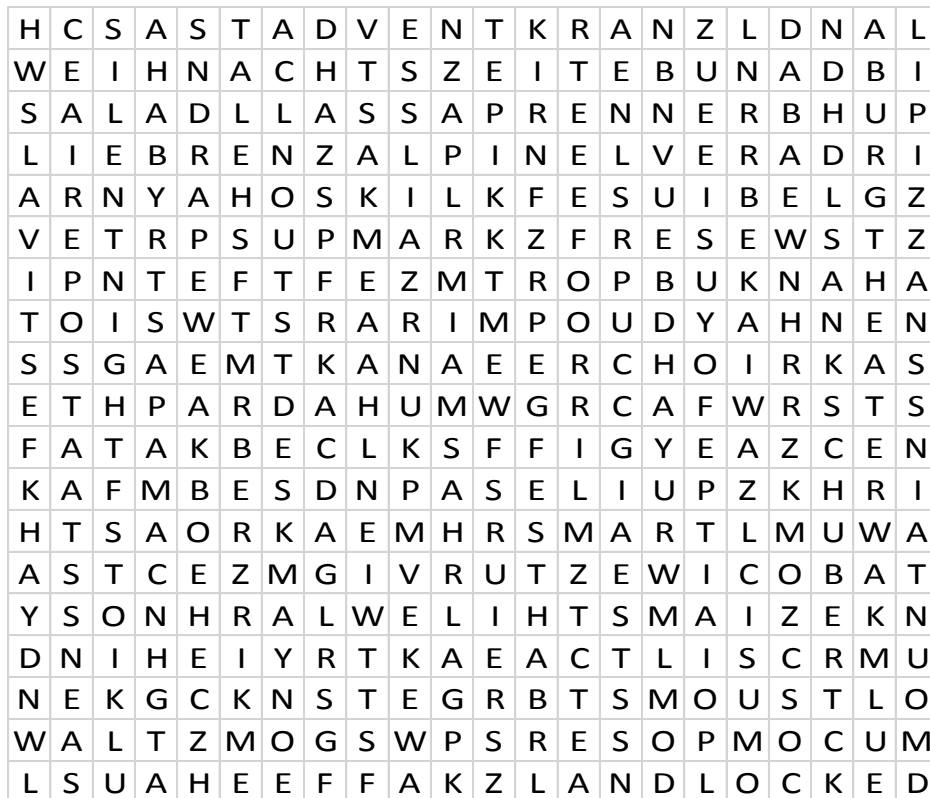 H C S A S T A D V E N T K R A N Z L D N A L
W E I H N A C H T S Z E I T E B U N A D B I
S A L A D L L A S S A P R E N N E R B H U P
L I E B R E N Z A L P I N E L V E R A D R I
A R N Y A H O S K I L K F E S U I B E L G Z
V E T R P S U P M A R K Z F R E S E W S T Z
I P N T E F T F E Z M T R O P B U K N A H A
T O I S W T S R A R I M P O U D Y A H N E N
S S G A E M T K A N A E E R C H O I R K A S
E T H P A R D A H U M W G R C A F W R S T S
F A T A K B E C L K S F F I G Y E A Z C E N
K A F M B E S D N P A S E L I U P Z K H R I
H T S A O R K A E M H R S M A R T L M U W A
A S T C E Z M G I V R U T Z E W I C O B A T
Y S O N H R A L W E L I H T S M A I Z E K N
D N I H E I Y R T K A E A C T L I S C R M U
N E K G C K N S T E G R B T S M O U S T L O
W A L T Z M O G S W P S R E S O P M O C U M
L S U A H E E F F A K Z L A N D L O C K E D